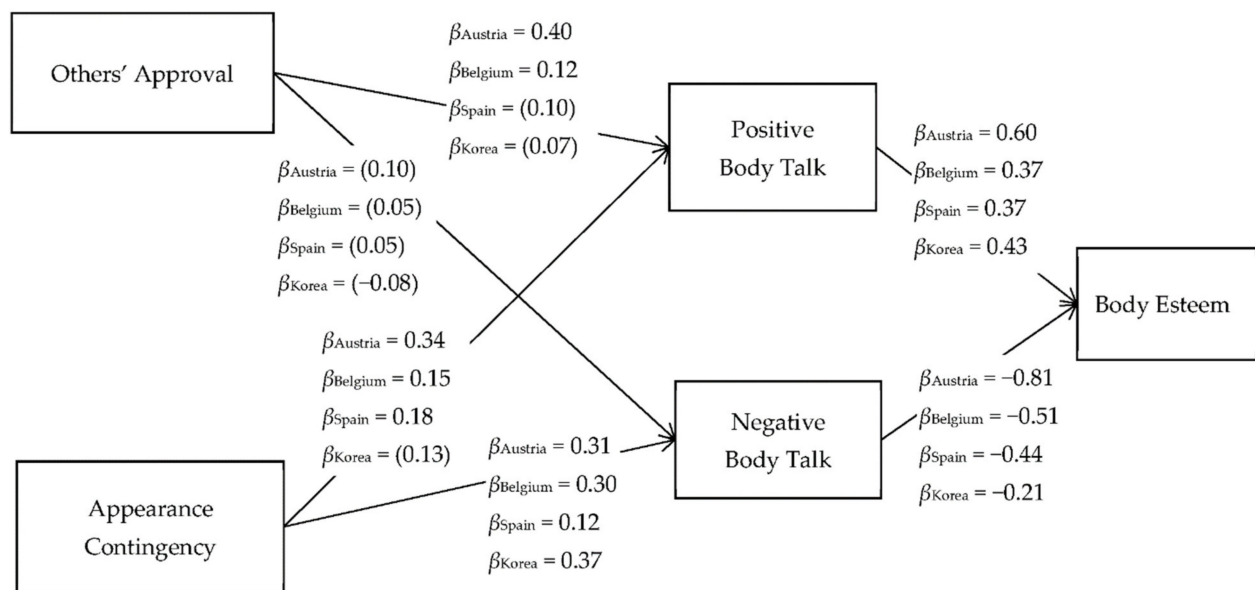 Others’ Approval
βAustria = 0.40
βBelgium = 0.12
βSpain = (0.10)
βKorea = (0.07)
Positive
Body Talk
βAustria = 0.60
βBelgium = 0.37
βSpain = 0.37
βKorea = 0.43
βAustria = (0.10)
βBelgium = (0.05)
βSpain = (0.05)
βKorea = (−0.08)
Body Esteem
βAustria = 0.34
βBelgium = 0.15
βSpain = 0.18
βKorea = (0.13)
Negative
Body Talk
βAustria = −0.81
βBelgium = −0.51
βSpain = −0.44
βKorea = −0.21
Appearance
Contingency
βAustria = 0.31
βBelgium = 0.30
βSpain = 0.12
βKorea = 0.37